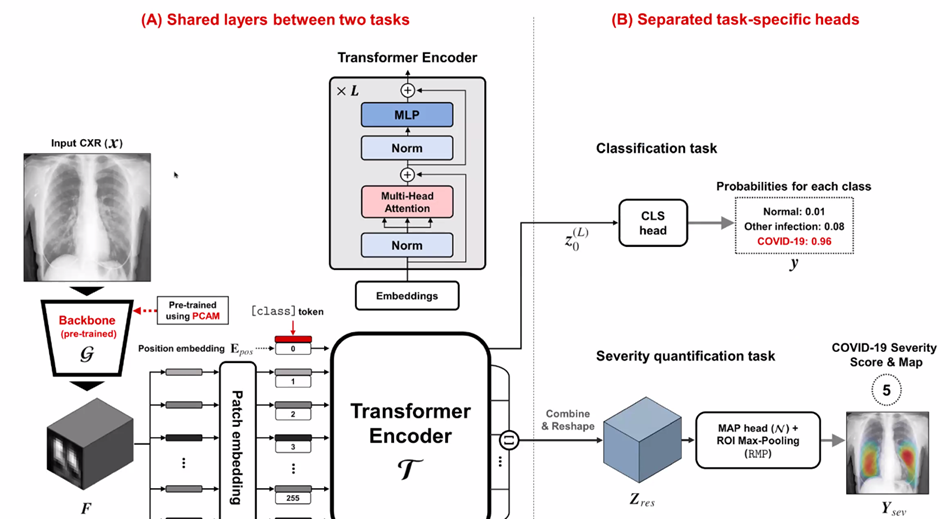 (A) Shared layers between two tasks
(B) Separated task-specific heads
Transformer Encoder
× L
MLP
Norm
Multi-Head
Attention
Norm
Embeddings
Input CXR (x)
Backbone
(pre-trained)
G
Pre-trained
using PCAM
[class] token
Position embedding E_pos
0
1
2
3
255
Patch embedding
F
Transformer
Encoder
T
[ ]
Classification task
z_0^(L)
CLS
head
Probabilities for each class
Normal: 0.01
Other infection: 0.08
COVID-19: 0.96
y
Severity quantification task
Combine
& Reshape
Z_res
MAP head (N) +
ROI Max-Pooling
(RMP)
COVID-19 Severity
Score & Map
5
Y_sev